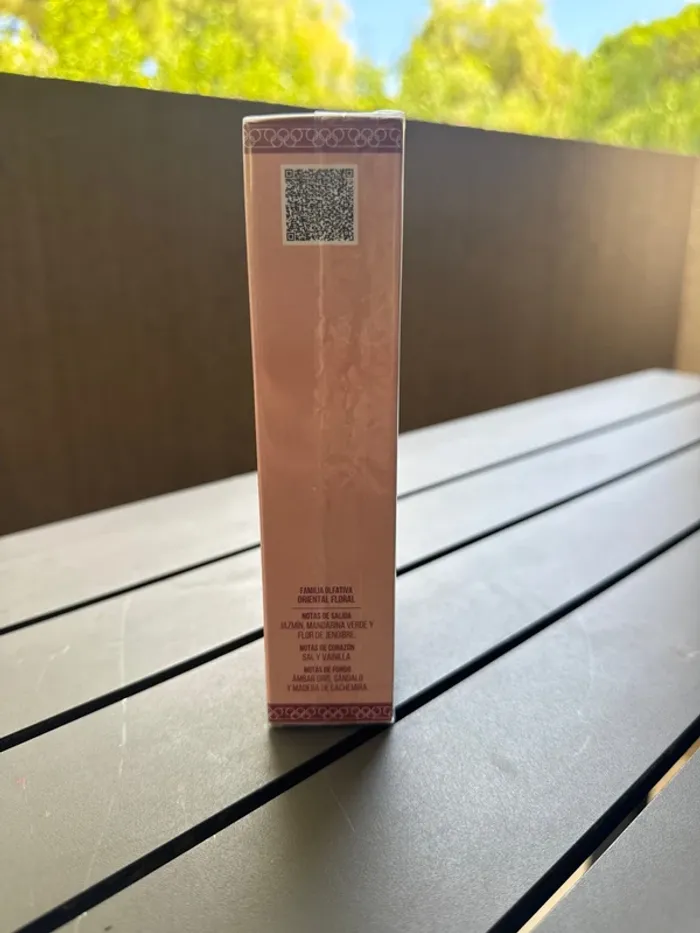 FAMILIA OLFATIVA
ORIENTAL FLORAL
NOTAS DE SALIDA
JAZMÍN, MANDARINA VERDE Y
FLOR DE JENGIBRE.
NOTAS DE CORAZÓN
SAL Y VAINILLA
NOTAS DE FONDO
ÁMBAR GRIS, SÁNDALO
Y MADERA DE CACHEMIRA.